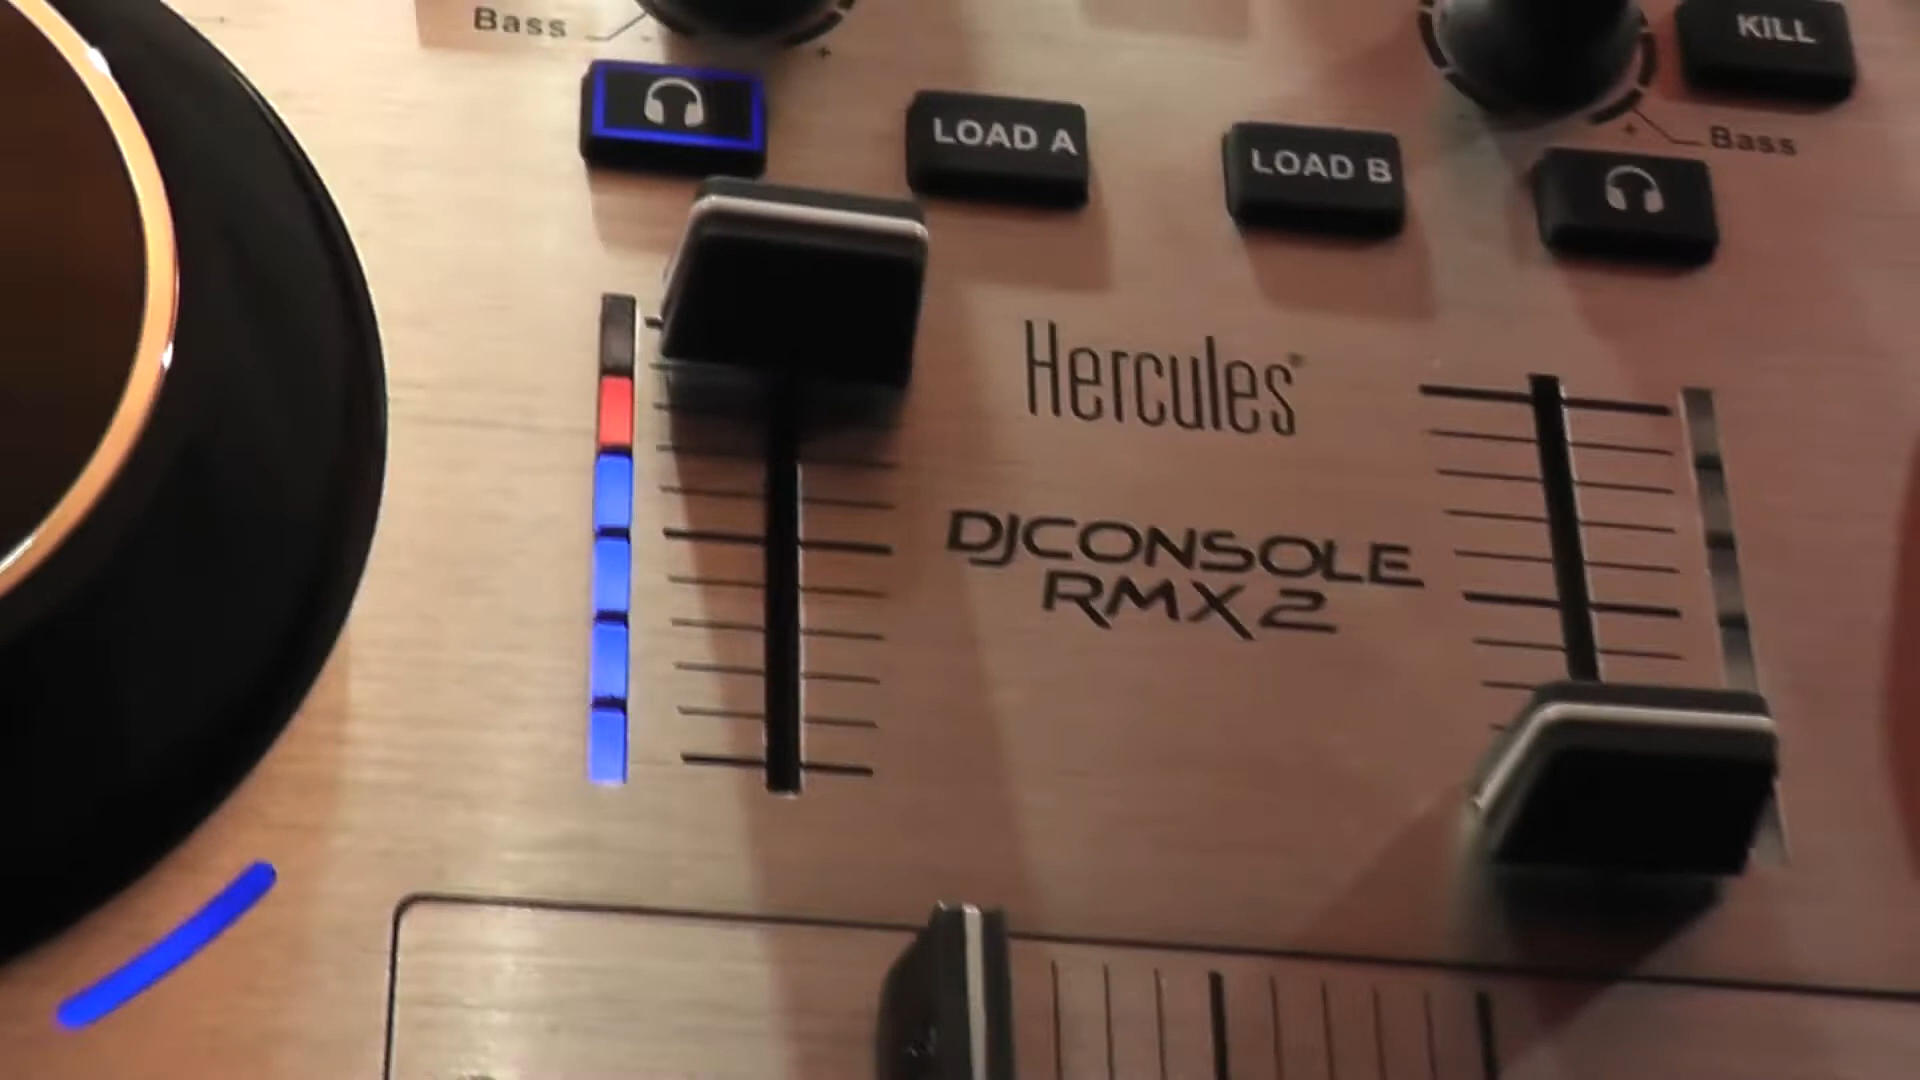 Bass
KILL
LOAD A
LOAD B
Bass
Hercules®
DJCONSOLE
RMX2